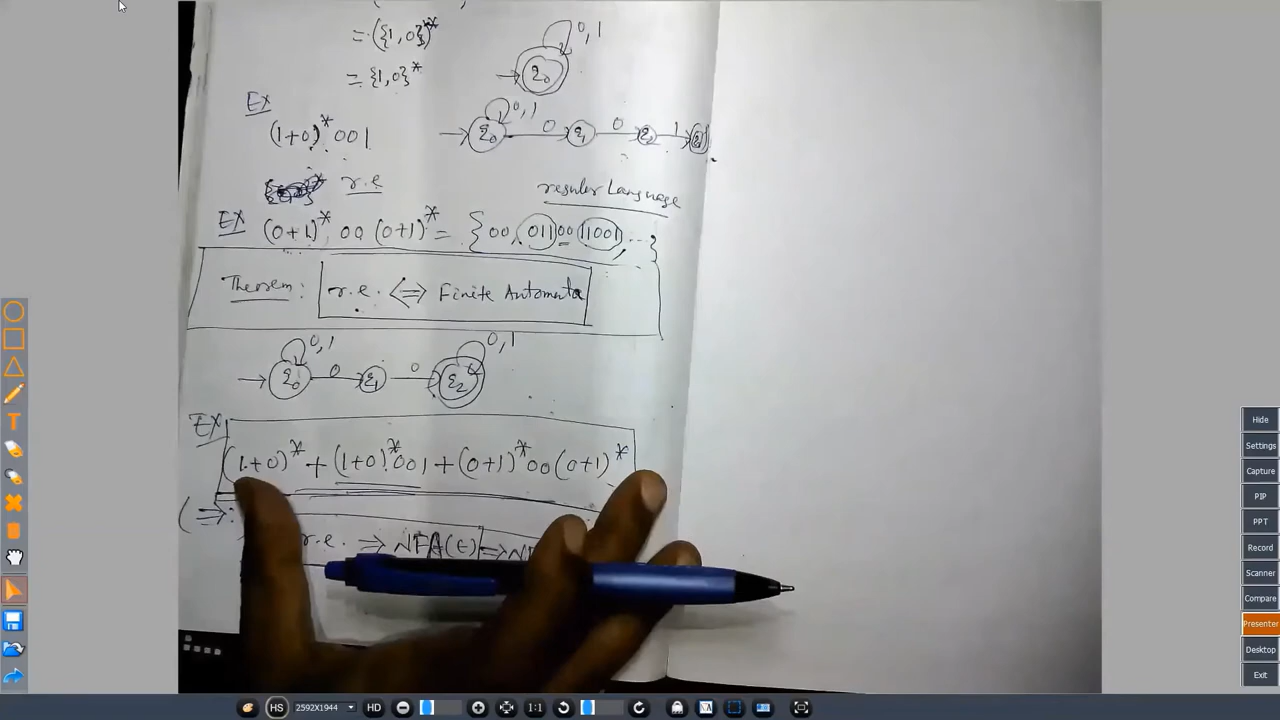 = ({1,0}*)*
= {1,0}*
0,1
q0
EX
(1+0)*001
0,1
q0 0 q1 0 q2 1
r.e
regular Language
EX (0+1)* 00 (0+1)* = {00, 011 00 11001, ...}
Theorem: r.e. <=> Finite Automata
0,1 0,1
q0 0 q1 0 q2
EX
(1+0)* + (1+0)*001 + (0+1)*00(0+1)*
(=>:
r.e. => NFA(ε) =>
Hide
Settings
Capture
PIP
PPT
Record
Scanner
Compare
Presenter
Desktop
Exit
HS 2592X1944 HD 1:1